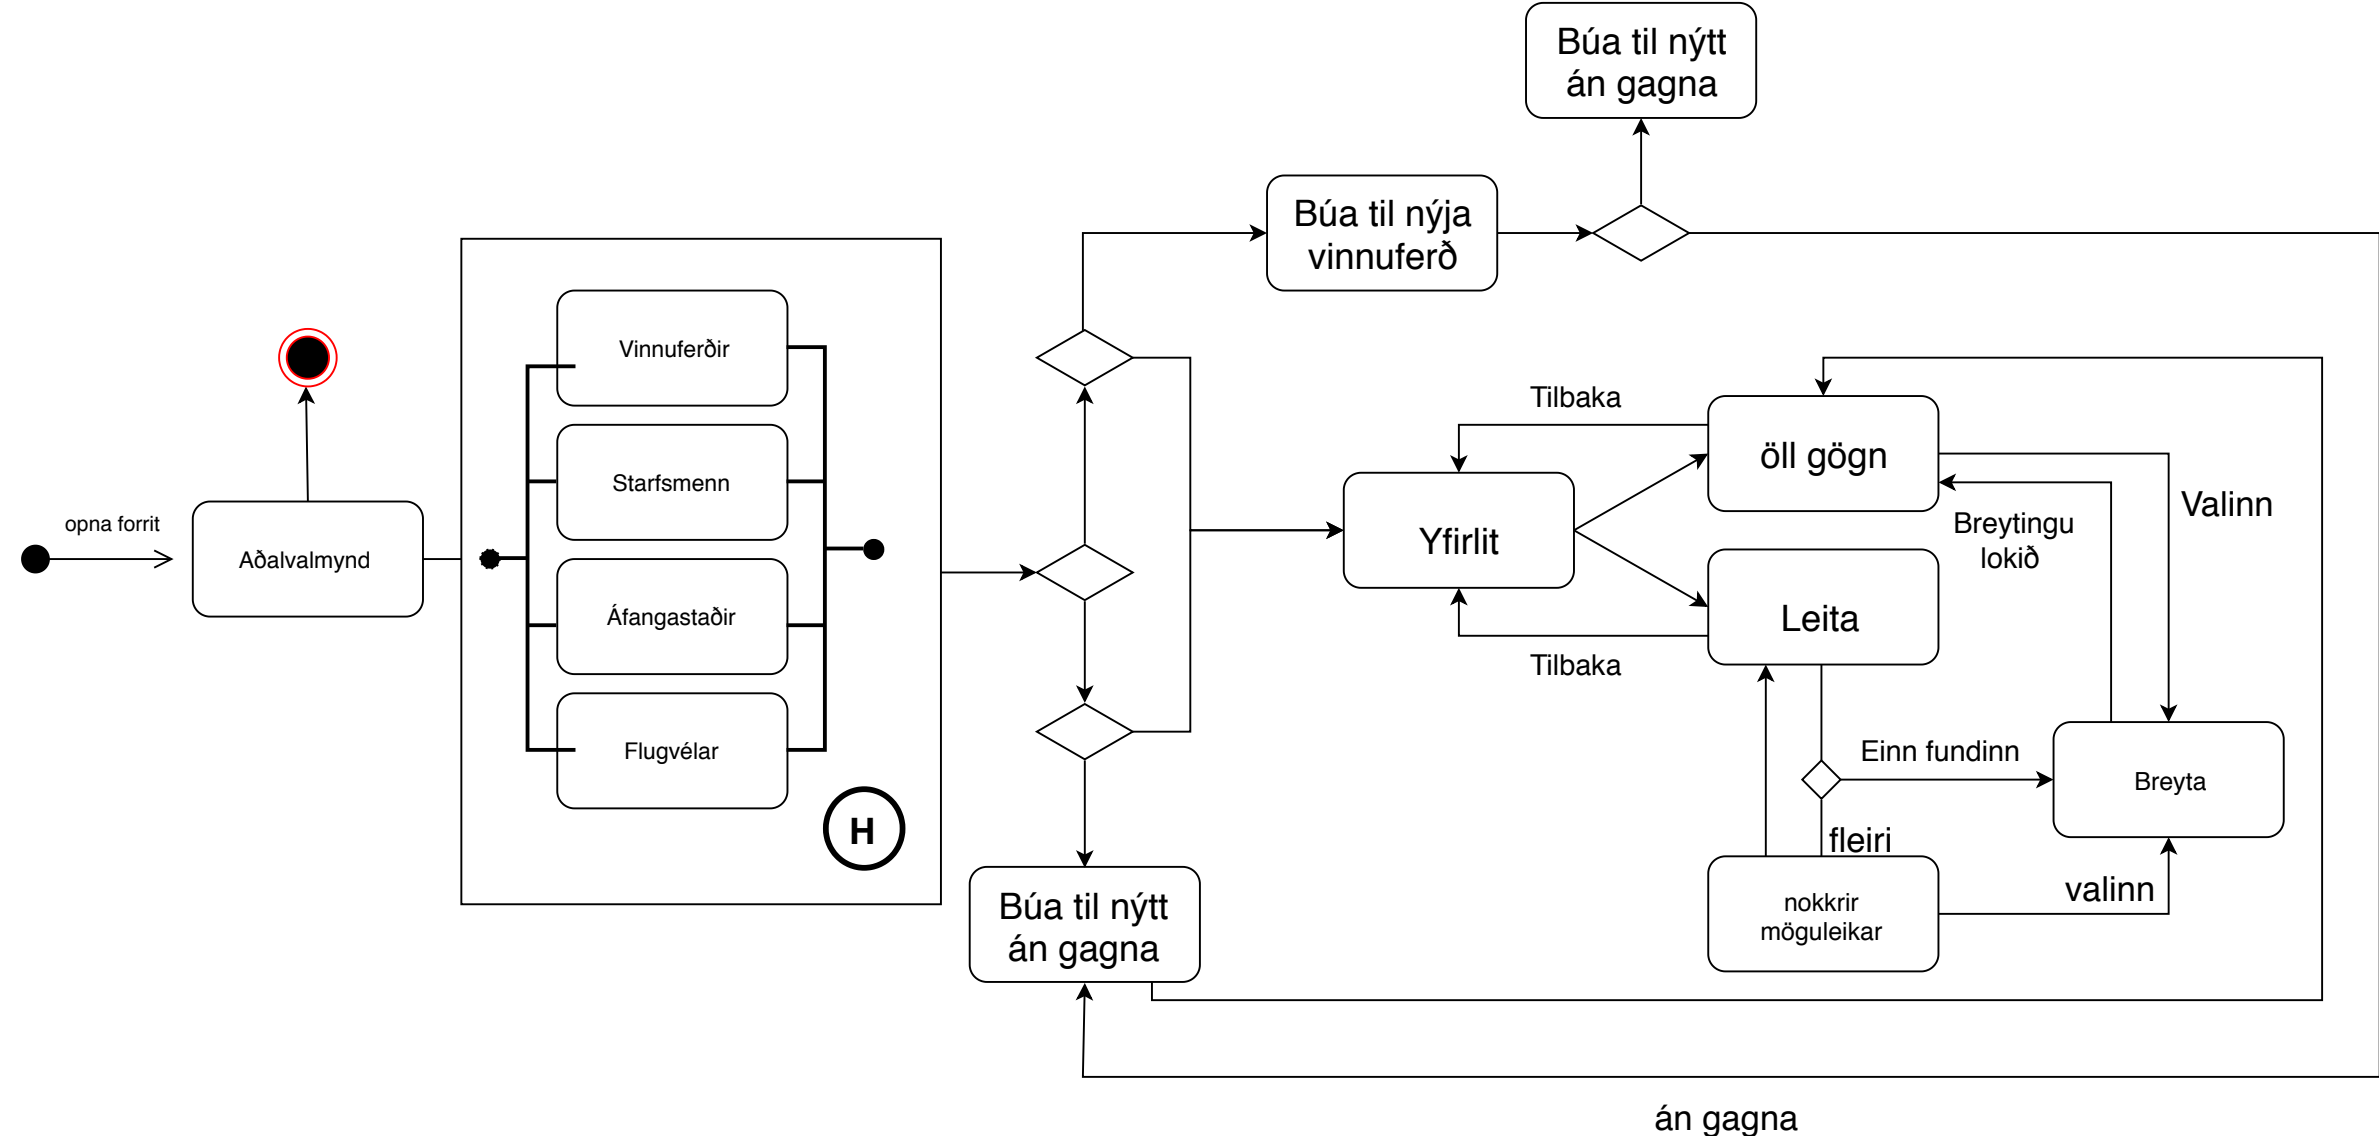 Búa til nýtt
án gagna
Búa til nýja
vinnuferð
Vinnuferðir
Tilbaka
öll gögn
Starfsmenn
Valinn
opna forrit
Breytingu
lokið
Yfirlit
Aðalvalmynd
Áfangastaðir
Leita
Tilbaka
Flugvélar
Einn fundinn
Breyta
H
fleiri
valinn
nokkrir
möguleikar
Búa til nýtt
án gagna
án gagna